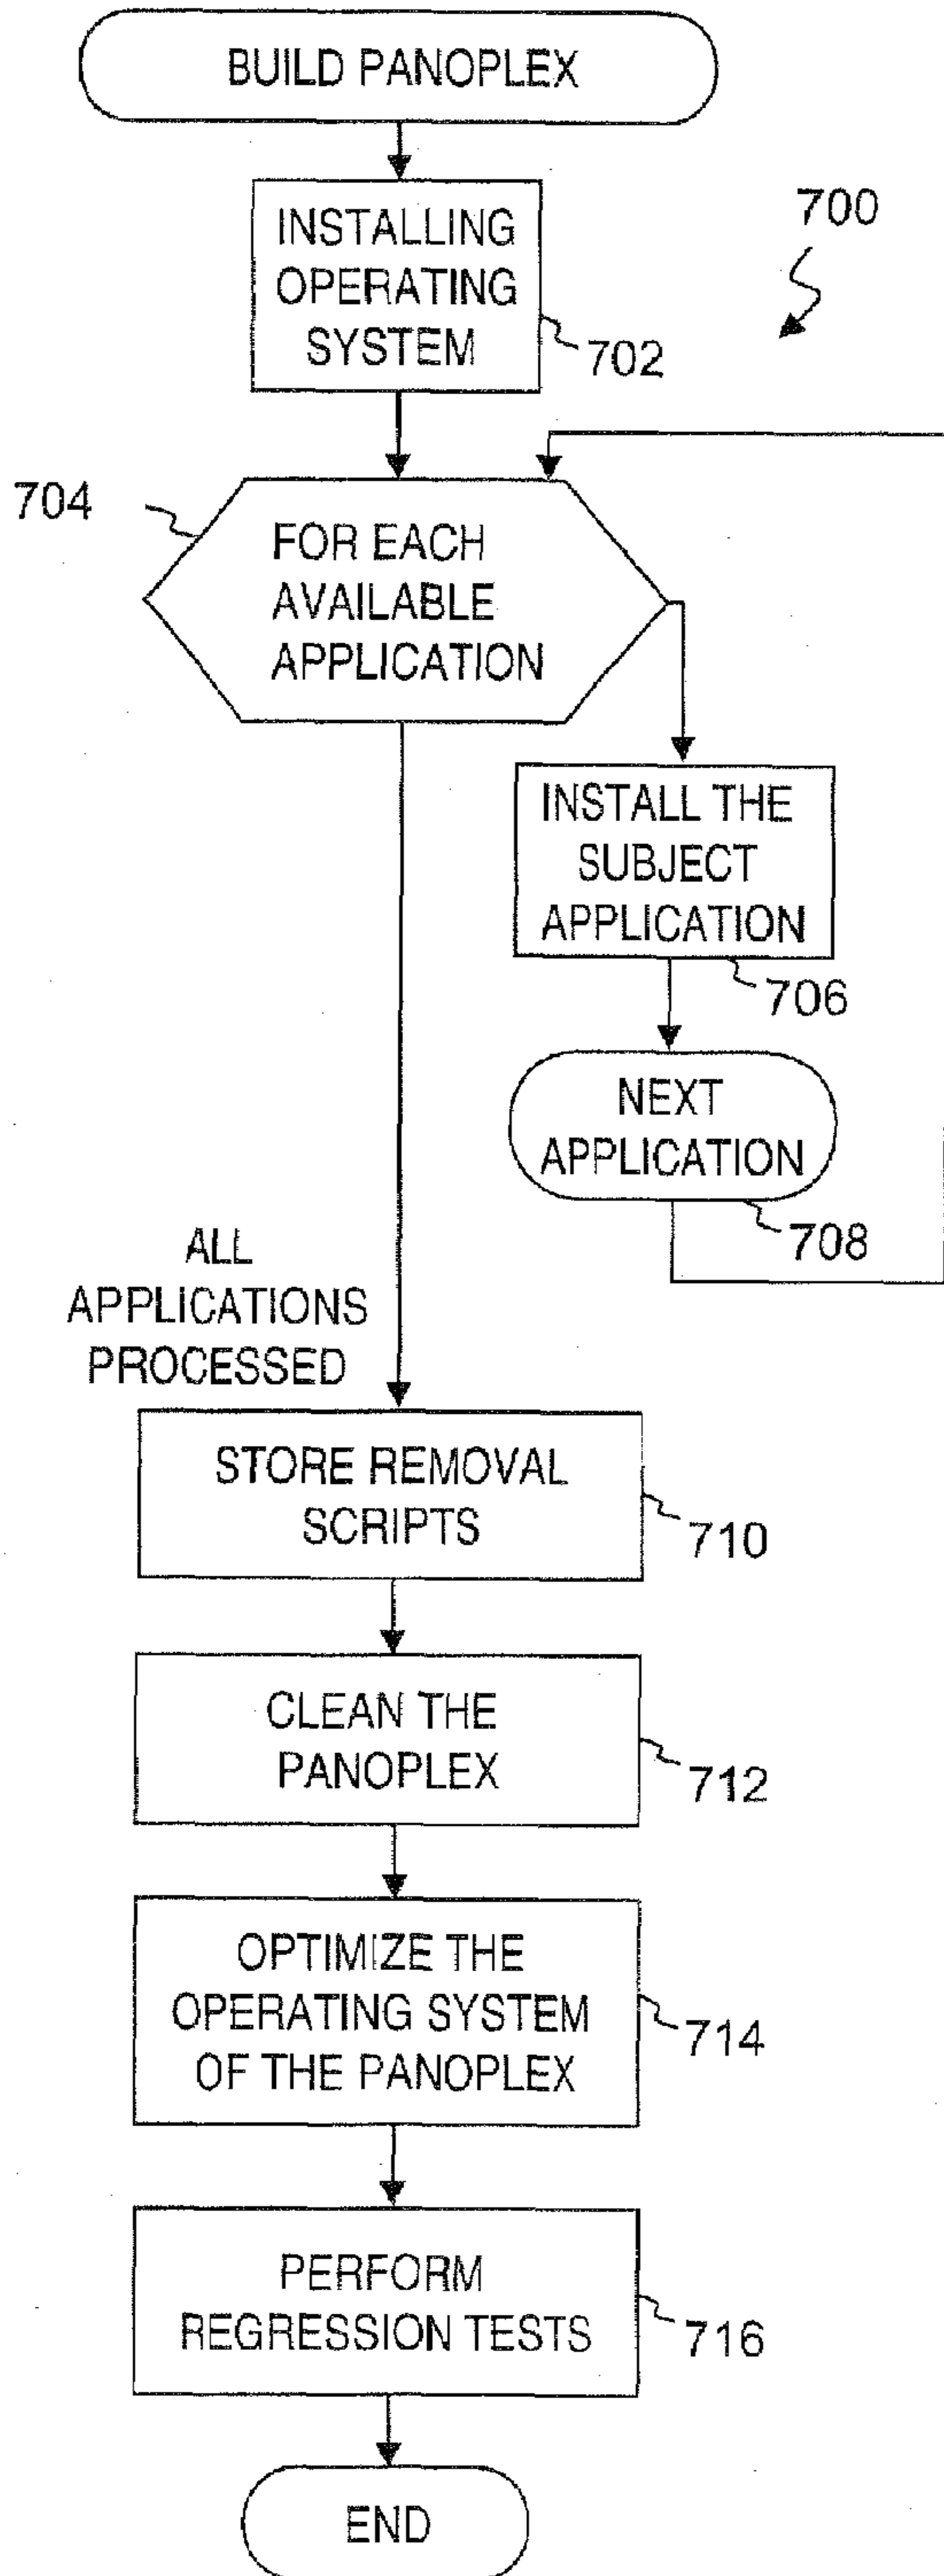 BUILD PANOPLEX
INSTALLING
OPERATING
SYSTEM
700
702
704
FOR EACH
AVAILABLE
APPLICATION
INSTALL THE
SUBJECT
APPLICATION
706
NEXT
APPLICATION
708
ALL
APPLICATIONS
PROCESSED
STORE REMOVAL
SCRIPTS
710
CLEAN THE
PANOPLEX
712
OPTIMIZE THE
OPERATING SYSTEM
OF THE PANOPLEX
714
PERFORM
REGRESSION TESTS
716
END